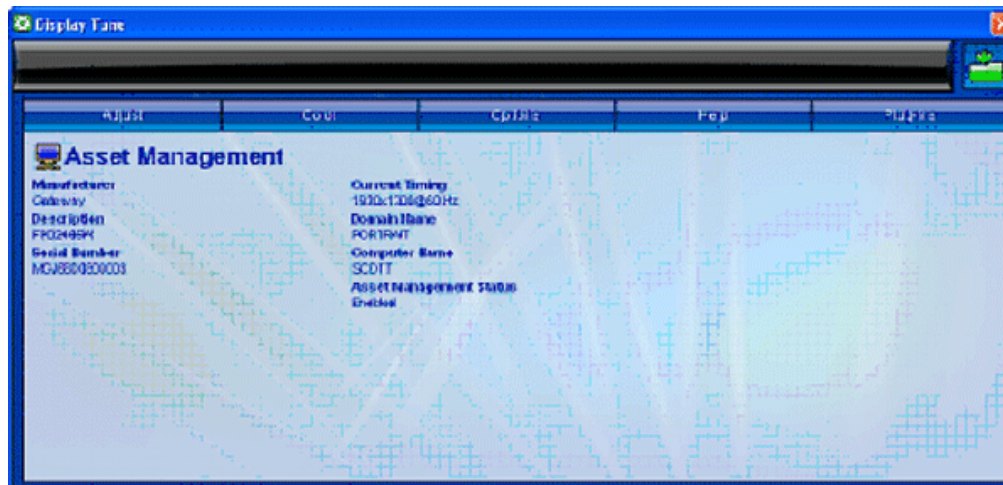 Display Tune
Adjust Color Options Help Plug-ins
Asset Management
Manufacturer
Gateway
Description
Serial Number
Current Timing
Domain Name
PORTRAIT
Computer Name
SCOTT
Asset Management Status
Enabled